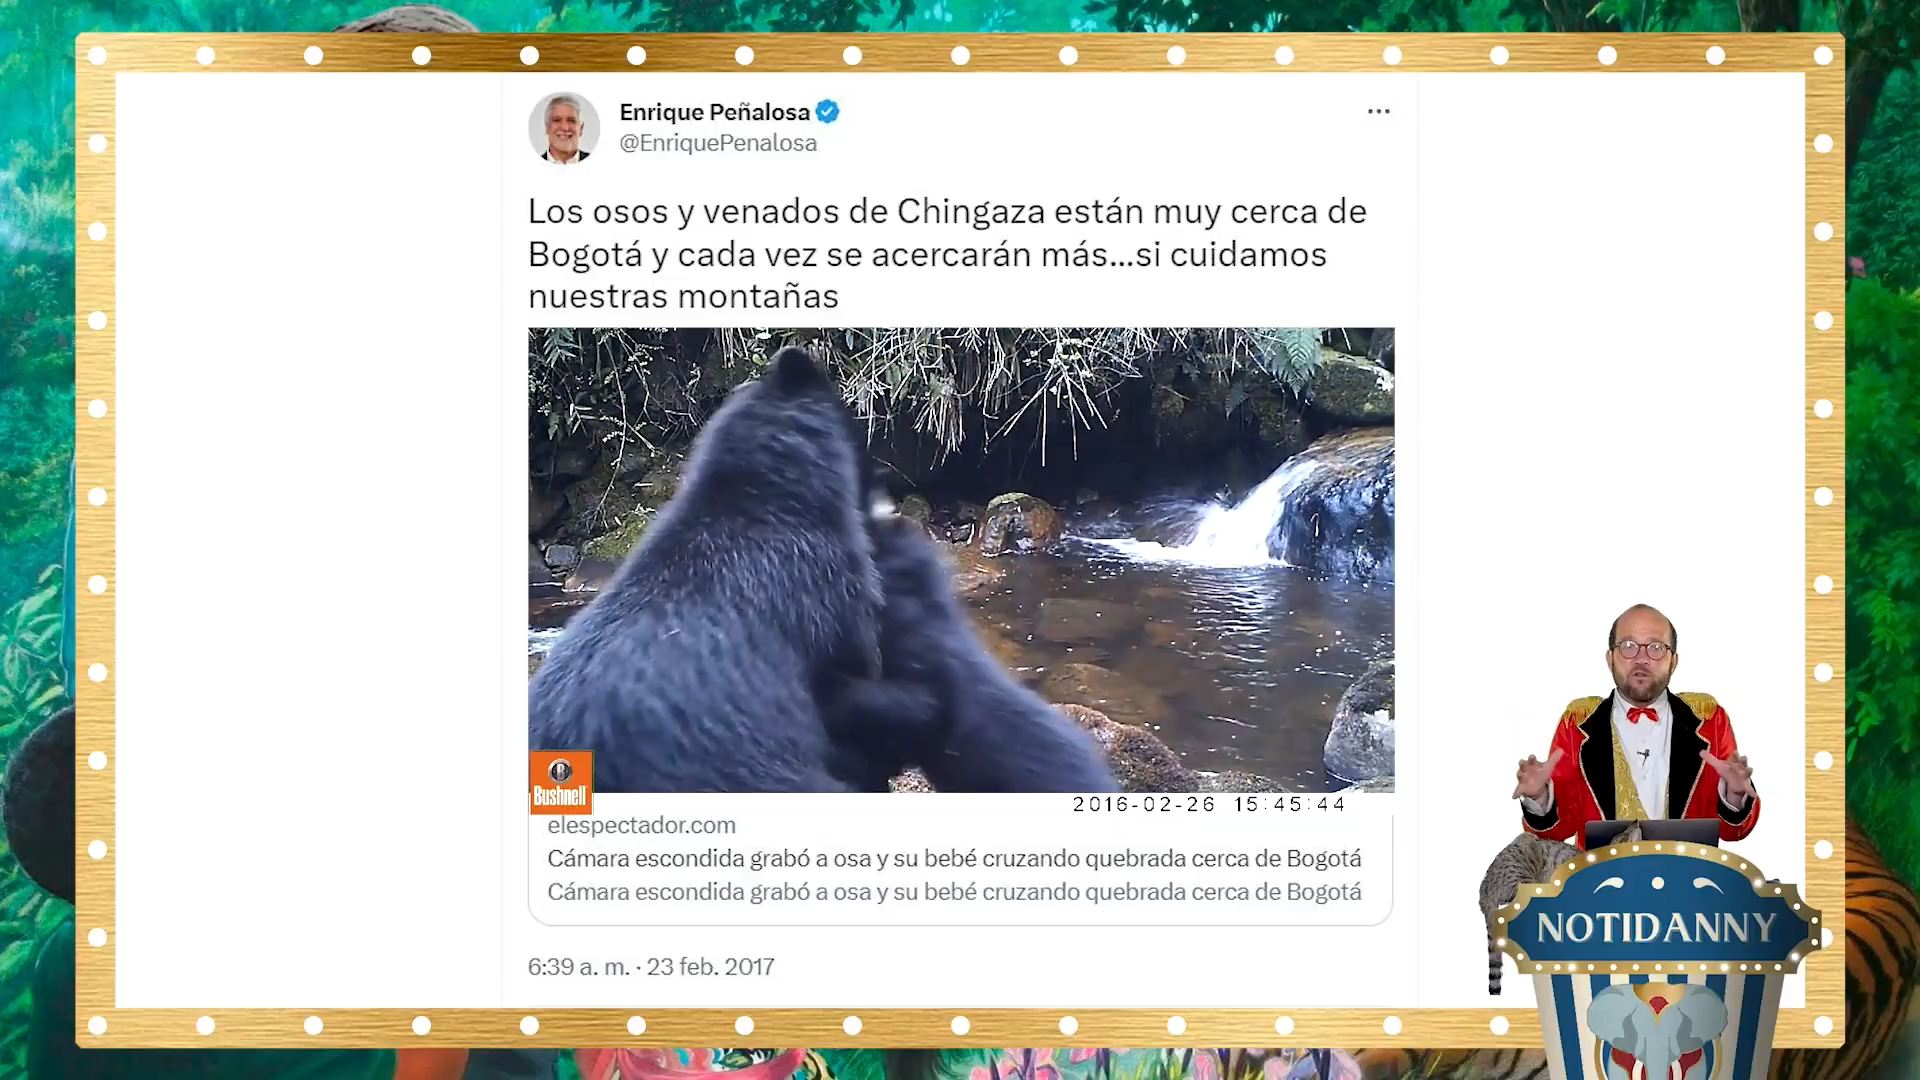 Enrique Peñalosa
@EnriquePenalosa
Los osos y venados de Chingaza están muy cerca de
Bogotá y cada vez se acercarán más...si cuidamos
nuestras montañas
Bushnell
2016-02-26 15:45:44
elespectador.com
Cámara escondida grabó a osa y su bebé cruzando quebrada cerca de Bogotá
Cámara escondida grabó a osa y su bebé cruzando quebrada cerca de Bogotá
6:39 a. m. · 23 feb. 2017
NOTIDANNY